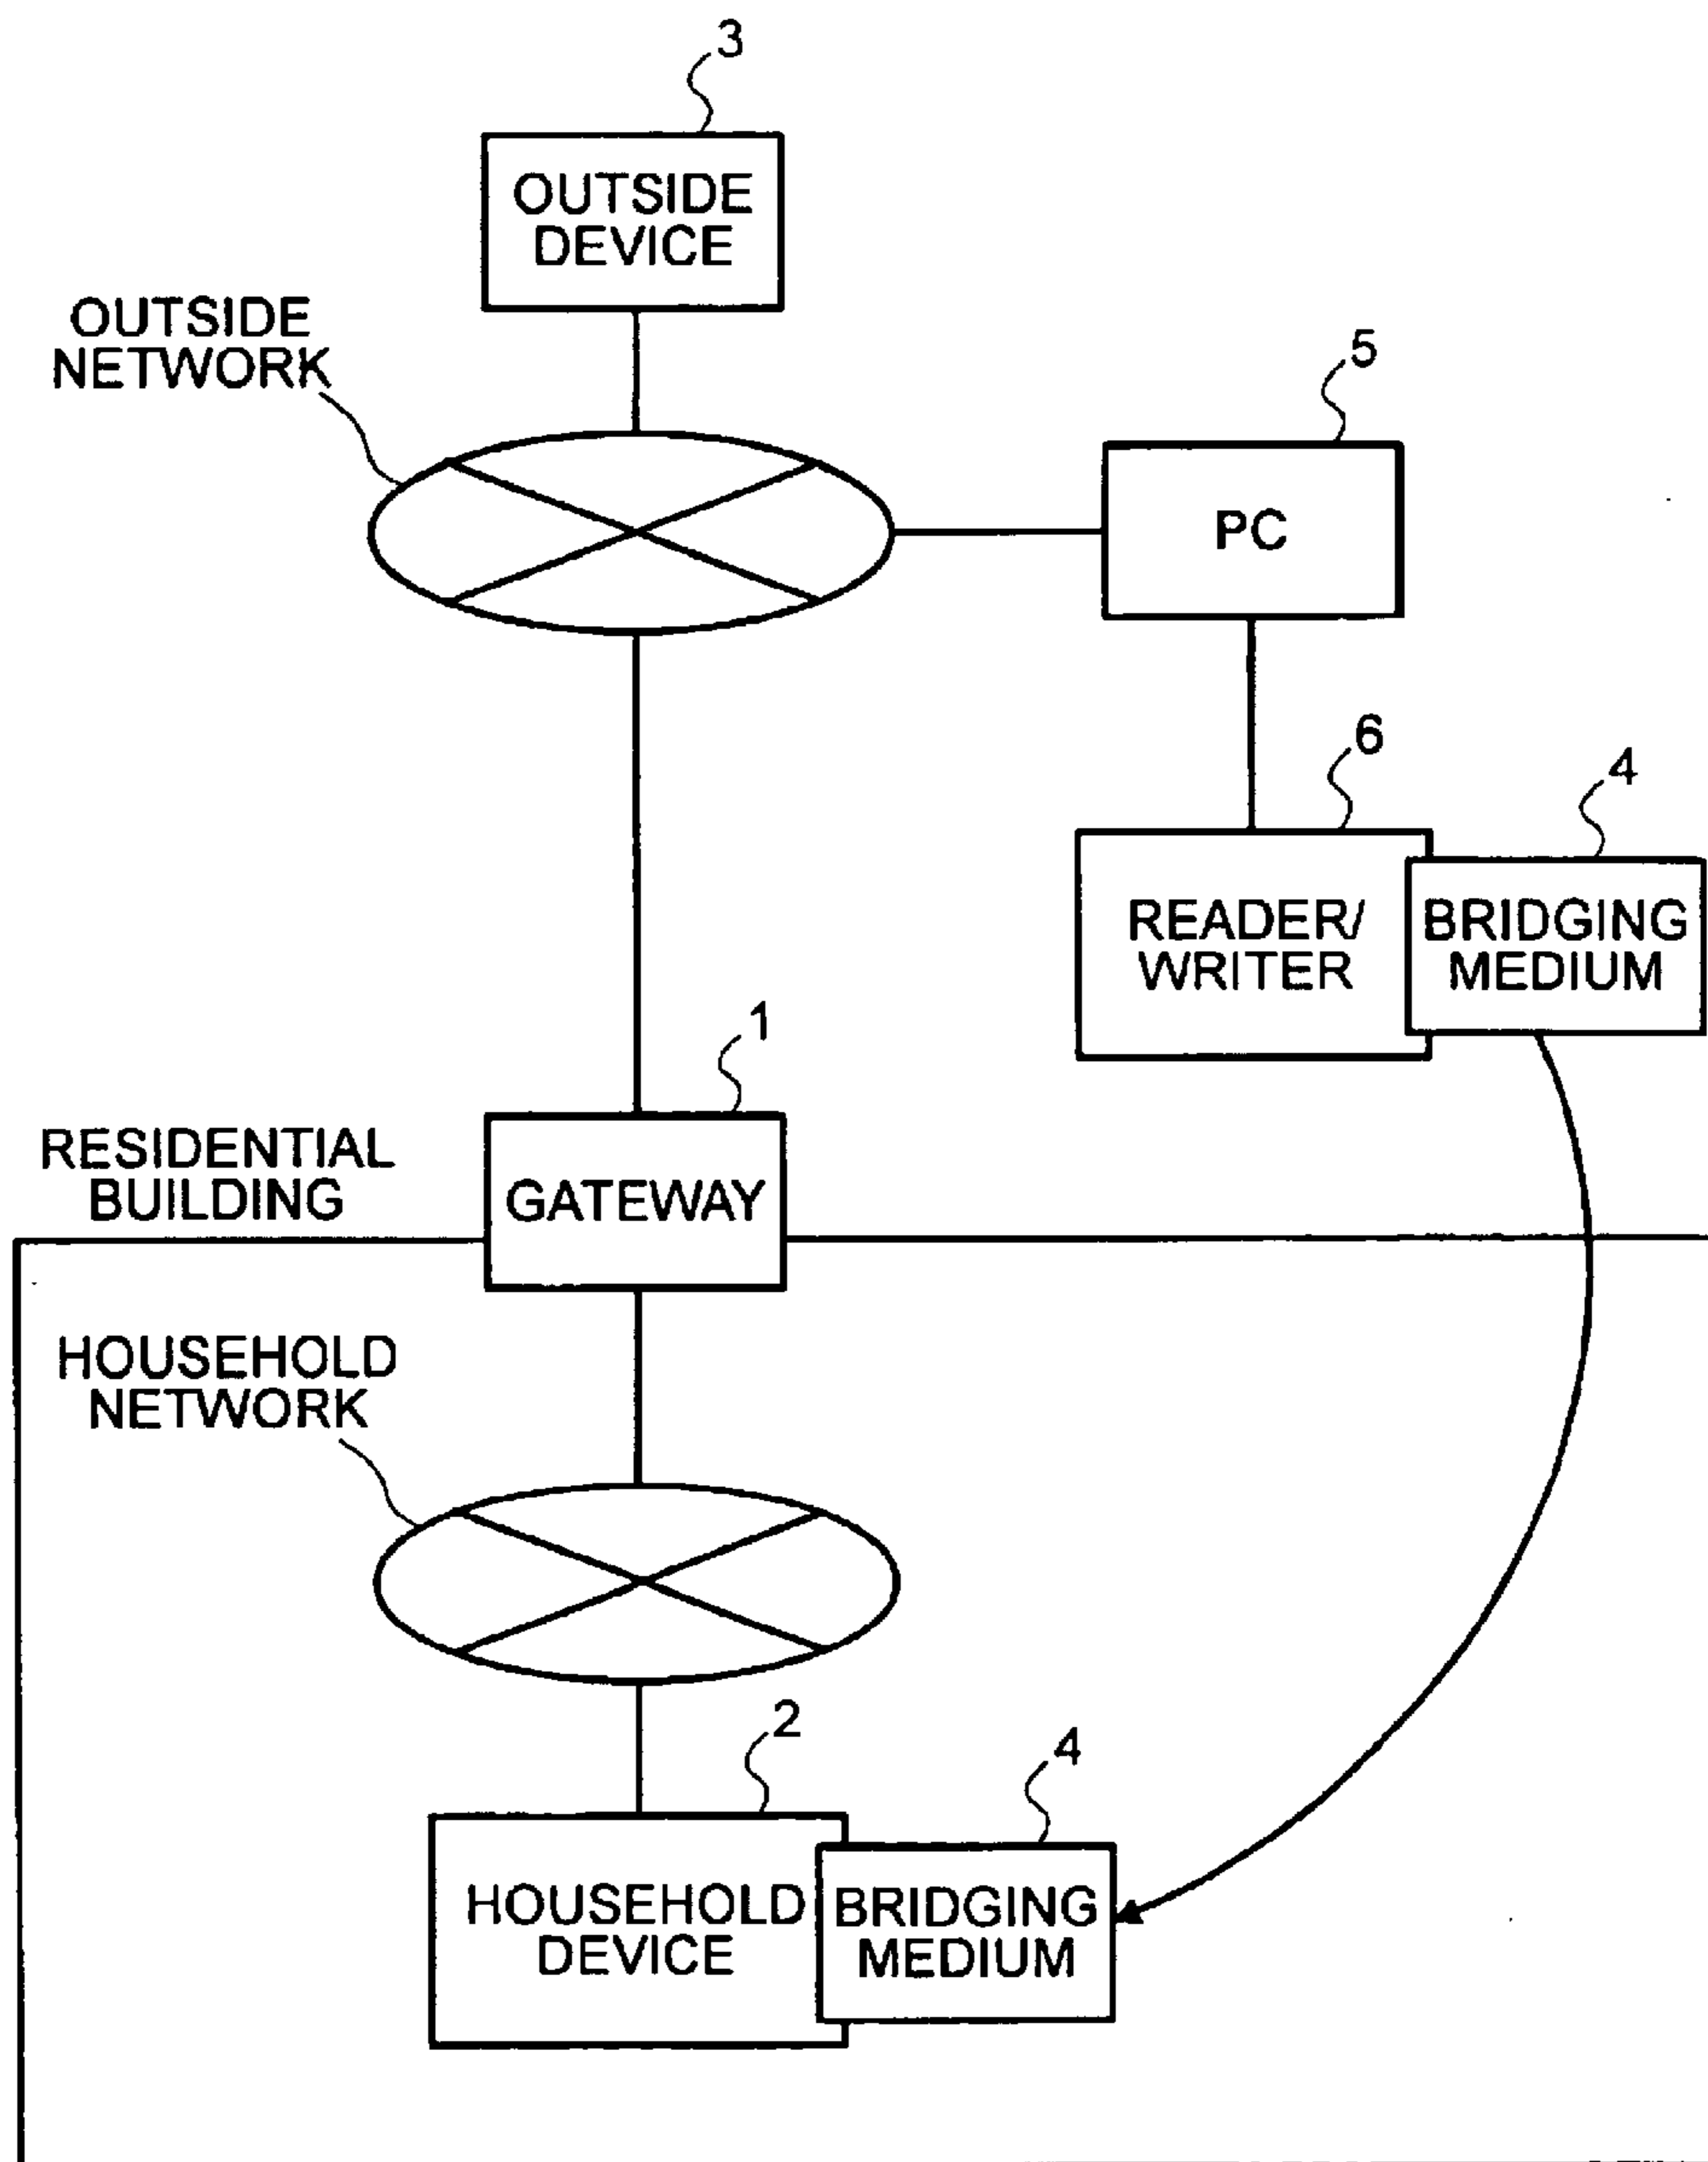 3
OUTSIDE
DEVICE
OUTSIDE
NETWORK
5
PC
6
4
READER/
WRITER
BRIDGING
MEDIUM
1
RESIDENTIAL
BUILDING
GATEWAY
HOUSEHOLD
NETWORK
2
4
HOUSEHOLD
DEVICE
BRIDGING
MEDIUM